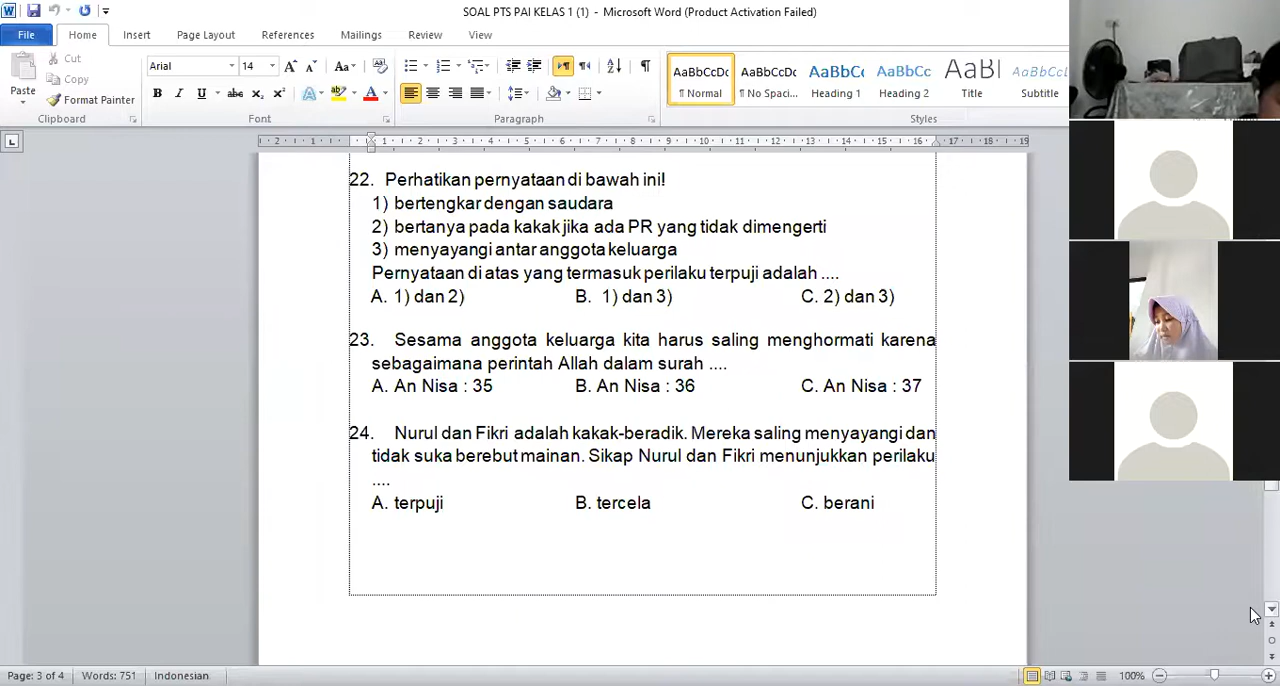 SOAL PTS PAI KELAS 1 (1) - Microsoft Word (Product Activation Failed)
File Home Insert Page Layout References Mailings Review View
Paste
Cut
Copy
Format Painter
Clipboard
Arial 14
Font
Paragraph
AaBbCcDc AaBbCcDc AaBbCc AaBbCc AaBl AaBbCcD
¶ Normal ¶ No Spaci... Heading 1 Heading 2 Title Subtitle
Styles
22. Perhatikan pernyataan di bawah ini!
1) bertengkar dengan saudara
2) bertanya pada kakak jika ada PR yang tidak dimengerti
3) menyayangi antar anggota keluarga
Pernyataan di atas yang termasuk perilaku terpuji adalah ....
A. 1) dan 2) B. 1) dan 3) C. 2) dan 3)
23. Sesama anggota keluarga kita harus saling menghormati karena
sebagaimana perintah Allah dalam surah ....
A. An Nisa : 35 B. An Nisa : 36 C. An Nisa : 37
24. Nurul dan Fikri adalah kakak-beradik. Mereka saling menyayangi dan
tidak suka berebut mainan. Sikap Nurul dan Fikri menunjukkan perilaku
....
A. terpuji B. tercela C. berani
Page: 3 of 4 Words: 751 Indonesian 100%